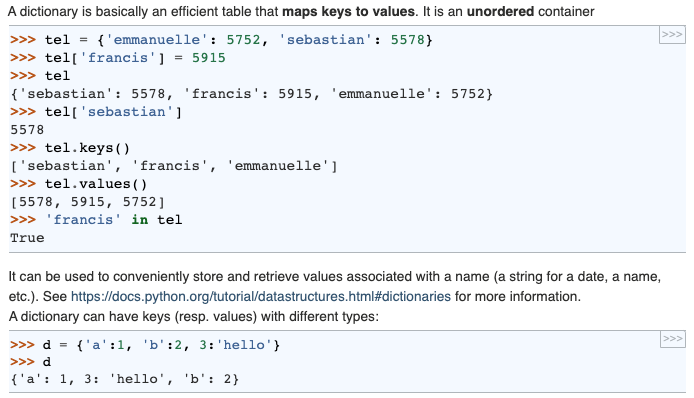 A dictionary is basically an efficient table that maps keys to values. It is an unordered container
>>>
>>> tel = {'emmanuelle': 5752, 'sebastian': 5578}
>>> tel['francis'] = 5915
>>> tel
{'sebastian': 5578, 'francis': 5915, 'emmanuelle': 5752}
>>> tel['sebastian']
5578
>>> tel.keys()
['sebastian', 'francis', 'emmanuelle']
>>> tel.values()
[5578, 5915, 5752]
>>> 'francis' in tel
True
It can be used to conveniently store and retrieve values associated with a name (a string for a date, a name,
etc.). See https://docs.python.org/tutorial/datastructures.html#dictionaries for more information.
A dictionary can have keys (resp. values) with different types:
>>>
>>> d = {'a':1, 'b':2, 3:'hello'}
>>> d
{'a': 1, 3: 'hello', 'b': 2}